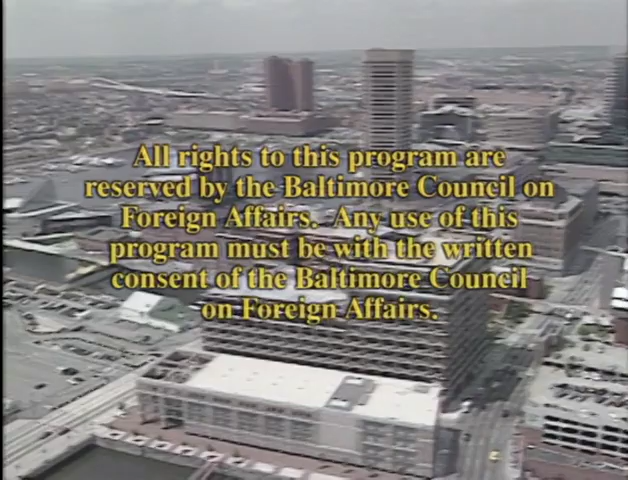 All rights to this program are
reserved by the Baltimore Council on
Foreign Affairs. Any use of this
program must be with the written
consent of the Baltimore Council
on Foreign Affairs.